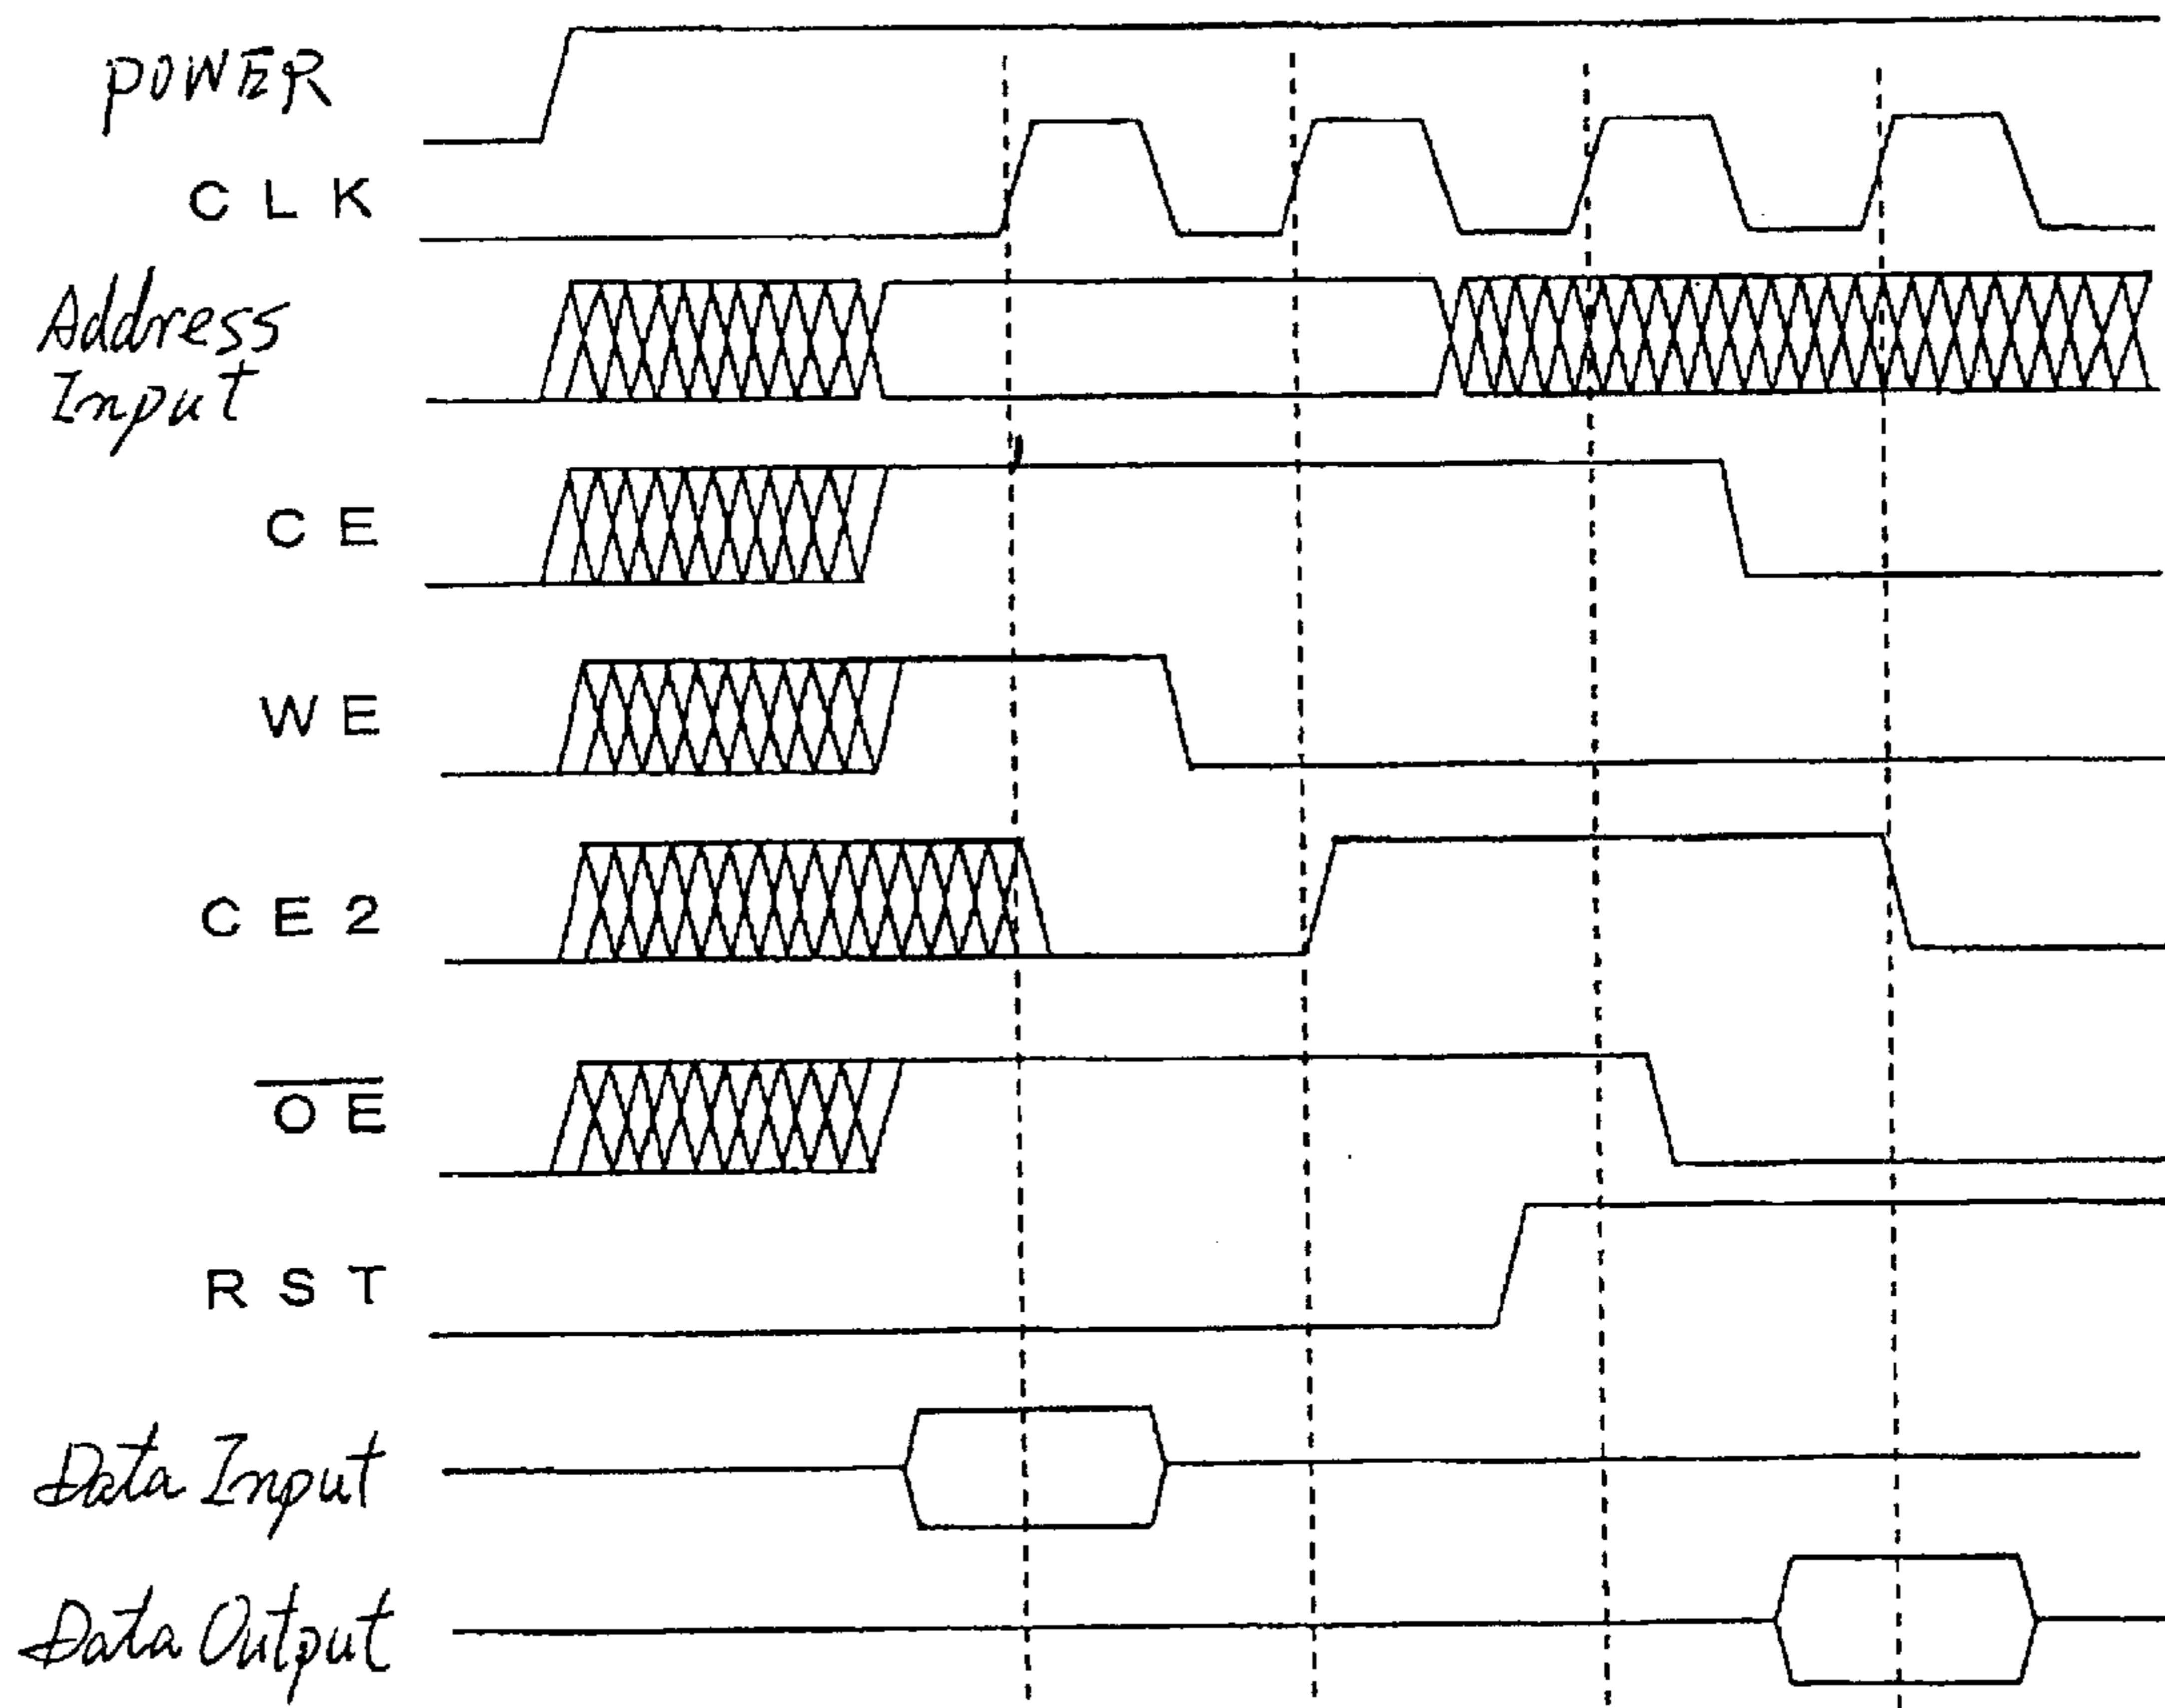 POWER
CLK
Address
Input
CE
WE
CE2
OE
RST
Data Input
Data Output